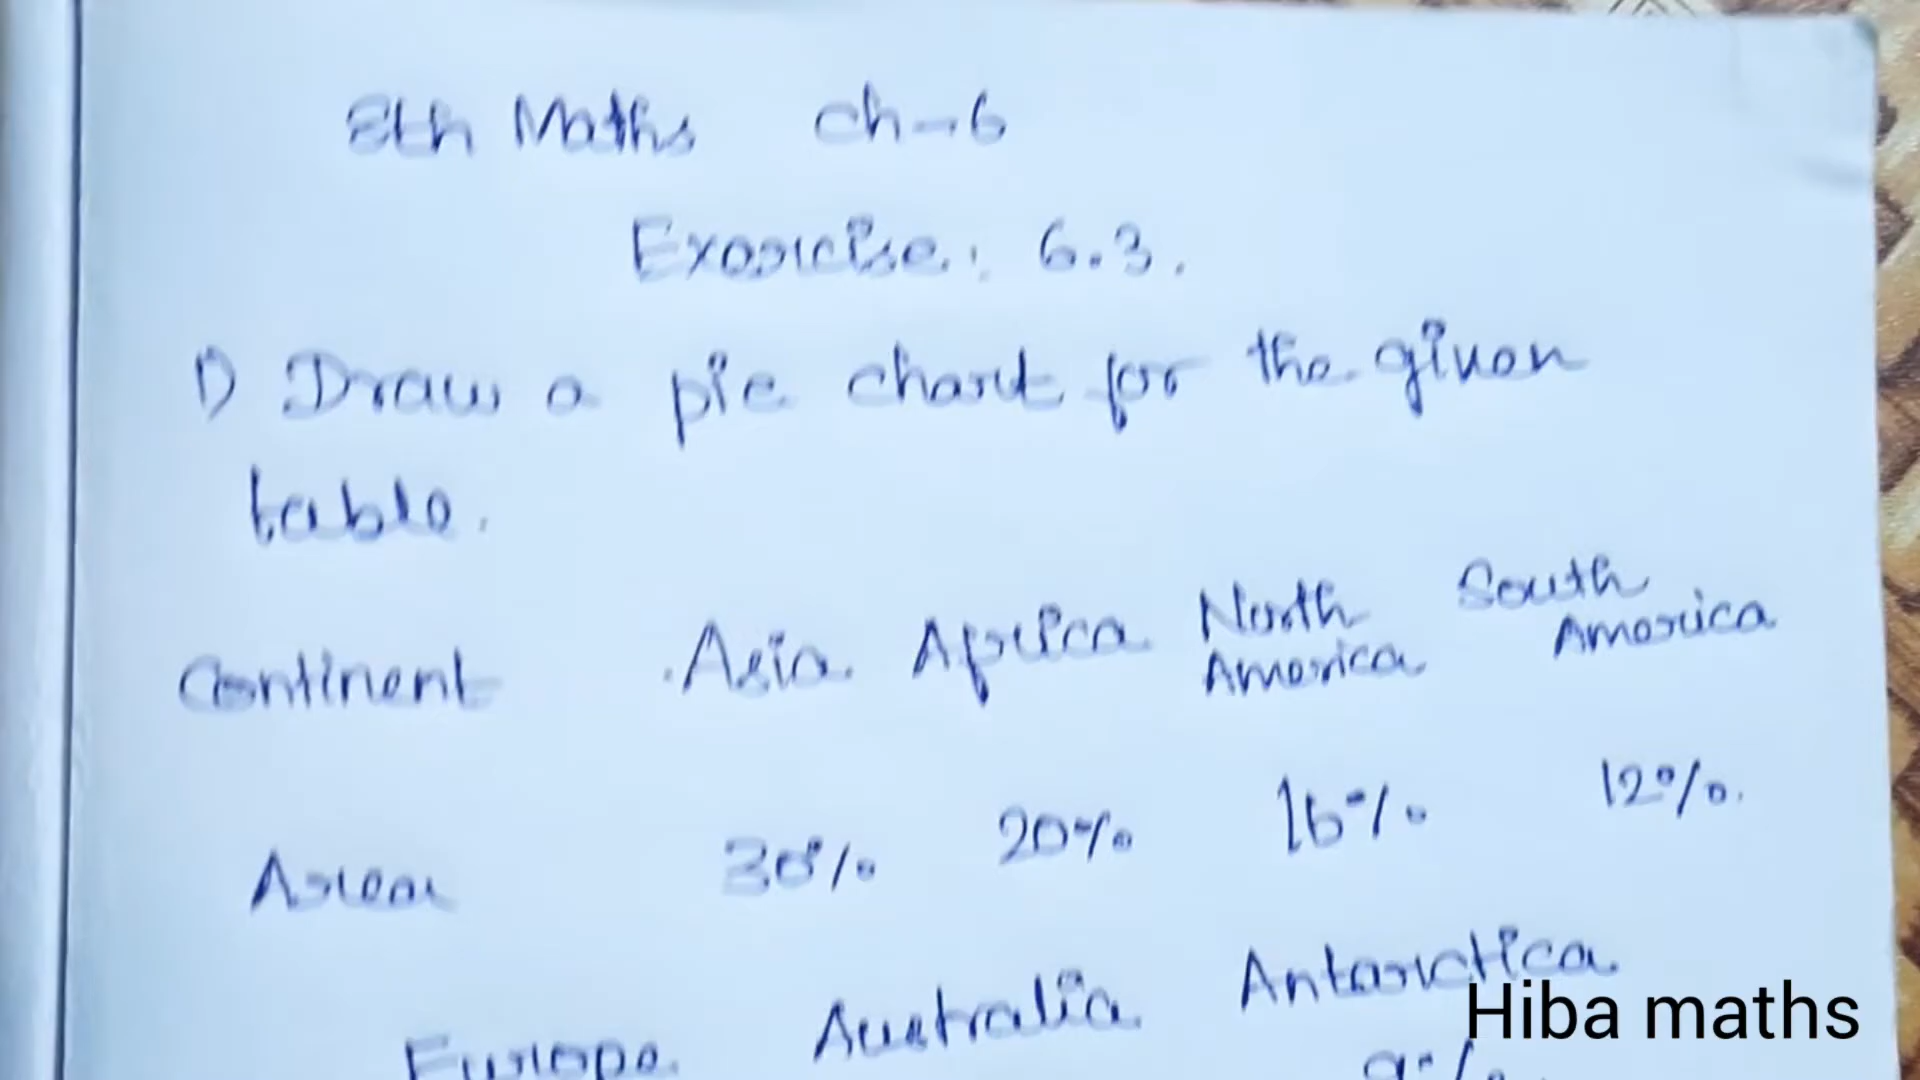 8th Maths ch-6
Exercise: 6.3.
1) Draw a pie chart for the given
table.
Continent Asia Africa North America South America
Area 30% 20% 16% 12%.
Europe Australia Antarctica
9%
Hiba maths